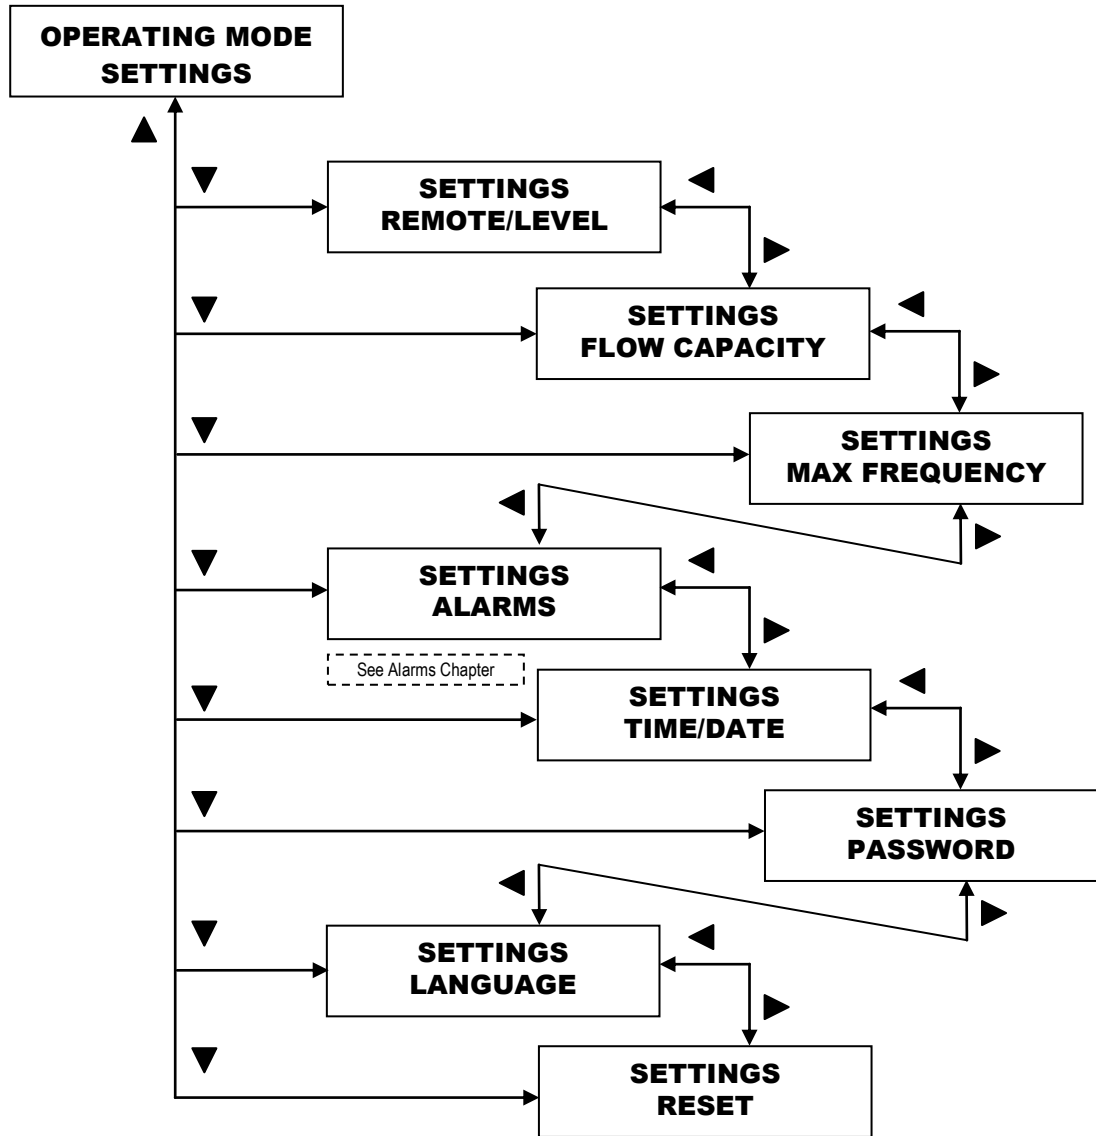 OPERATING MODE
SETTINGS
SETTINGS
REMOTE/LEVEL
SETTINGS
FLOW CAPACITY
SETTINGS
MAX FREQUENCY
SETTINGS
ALARMS
See Alarms Chapter
SETTINGS
TIME/DATE
SETTINGS
PASSWORD
SETTINGS
LANGUAGE
SETTINGS
RESET